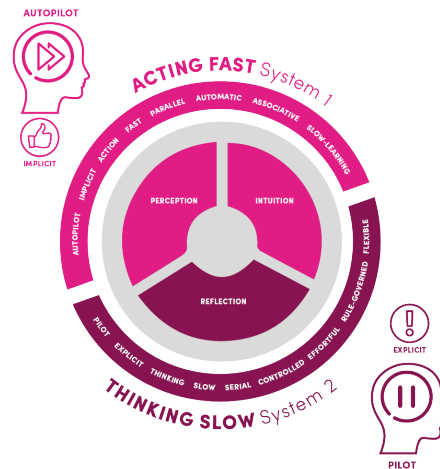 AUTOPILOT
IMPLICIT
ACTING FAST System 1
AUTOPILOT IMPLICIT ACTION FAST PARALLEL AUTOMATIC ASSOCIATIVE SLOW-LEARNING
PERCEPTION
INTUITION
REFLECTION
PILOT EXPLICIT THINKING SLOW SERIAL CONTROLLED EFFORTFUL RULE-GOVERNED FLEXIBLE
THINKING SLOW System 2
EXPLICIT
PILOT